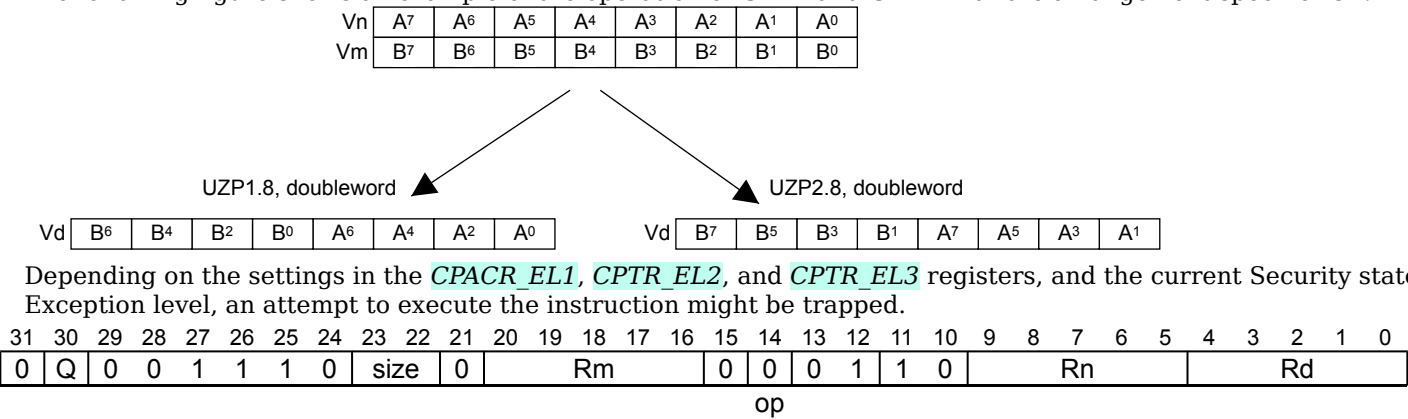 Vn A7 A6 A5 A4 A3 A2 A1 A0
Vm B7 B6 B5 B4 B3 B2 B1 B0
UZP1.8, doubleword UZP2.8, doubleword
Vd B6 B4 B2 B0 A6 A4 A2 A0 Vd B7 B5 B3 B1 A7 A5 A3 A1
Depending on the settings in the CPACR_EL1, CPTR_EL2, and CPTR_EL3 registers, and the current Security state
Exception level, an attempt to execute the instruction might be trapped.
31 30 29 28 27 26 25 24 23 22 21 20 19 18 17 16 15 14 13 12 11 10 9 8 7 6 5 4 3 2 1 0
0 Q 0 0 1 1 1 0 size 0 Rm 0 0 0 1 1 0 Rn Rd
op